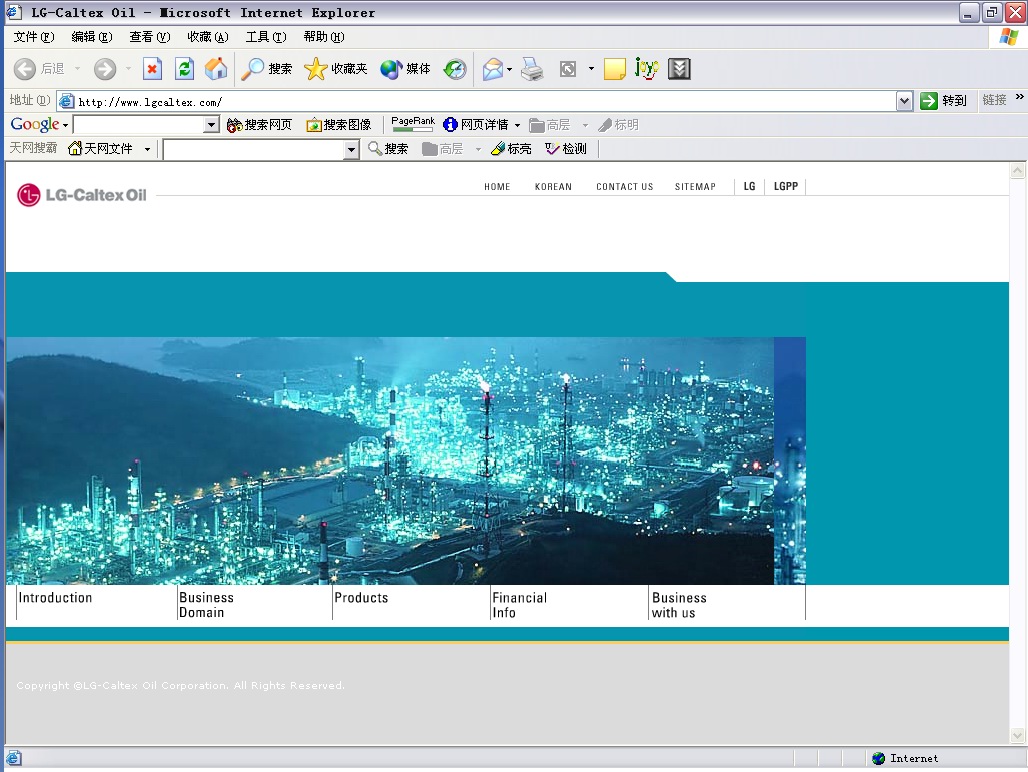 LG-Caltex Oil - Microsoft Internet Explorer
文件(F) 编辑(E) 查看(V) 收藏(A) 工具(T) 帮助(H)
后退 搜索 收藏夹 媒体 jyy
地址(D) http://www.lgcaltex.com/ 转到 链接 »
Google 搜索网页 搜索图像 PageRank 网页详情 高层 标明
天网搜霸 天网文件 搜索 高层 标亮 检测
LG-Caltex Oil HOME KOREAN CONTACT US SITEMAP LG LGPP
Introduction Business Domain Products Financial Info Business with us
Copyright ©LG-Caltex Oil Corporation. All Rights Reserved.
Internet